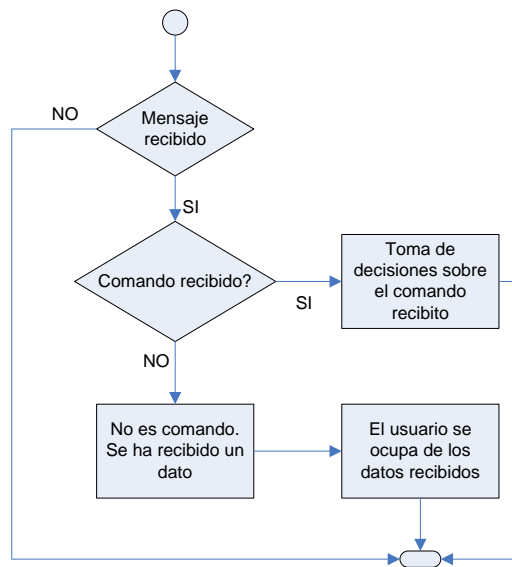 NO
Mensaje
recibido
SI
Comando recibido?
SI
Toma de
decisiones sobre
el comando
recibito
NO
No es comando.
Se ha recibido un
dato
El usuario se
ocupa de los
datos recibidos